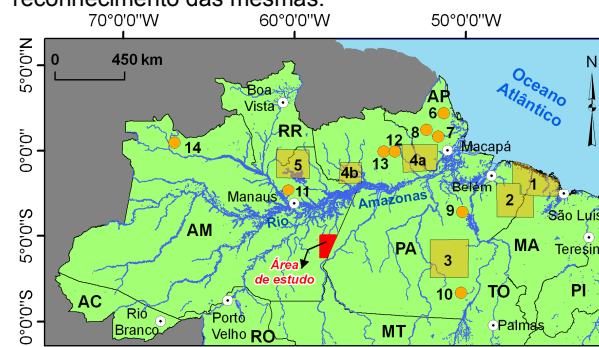 reconhecimento das mesmas.
70°0'0"W
60°0'0"W
50°0'0"W
5°0'0"N
0°0'0"
5°0'0"S
0°0'0"S
0
450 km
N
Oceano
Atlântico
Boa
Vista
RR
AP
6
8
7
Macapá
12
13
4a
4b
5
14
11
Manaus
Rio
Amazonas
Belém
1
2
São Luís
9
Teresin
AM
Área
de estudo
PA
3
MA
10
TO
PI
AC
Rio
Branco
Porto
Velho
RO
MT
Palmas